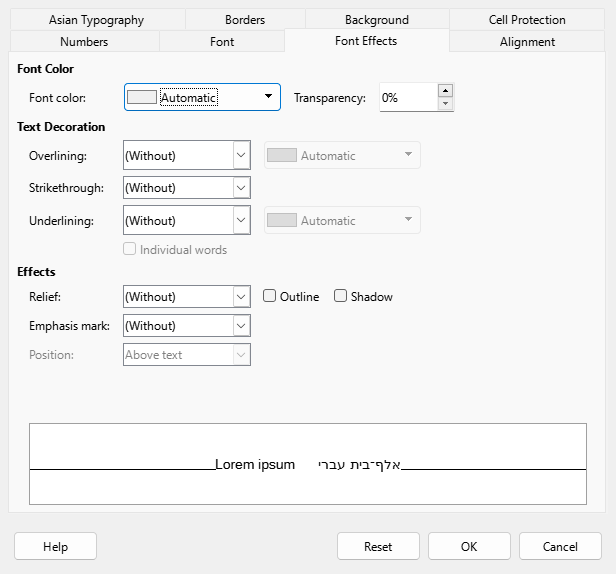 Asian Typography Borders Background Cell Protection
Numbers Font Font Effects Alignment
Font Color
Font color: Automatic Transparency: 0%
Text Decoration
Overlining: (Without) Automatic
Strikethrough: (Without)
Underlining: (Without) Automatic
Individual words
Effects
Relief: (Without) Outline Shadow
Emphasis mark: (Without)
Position: Above text
Lorem ipsum אלף־בית עברי
Help Reset OK Cancel